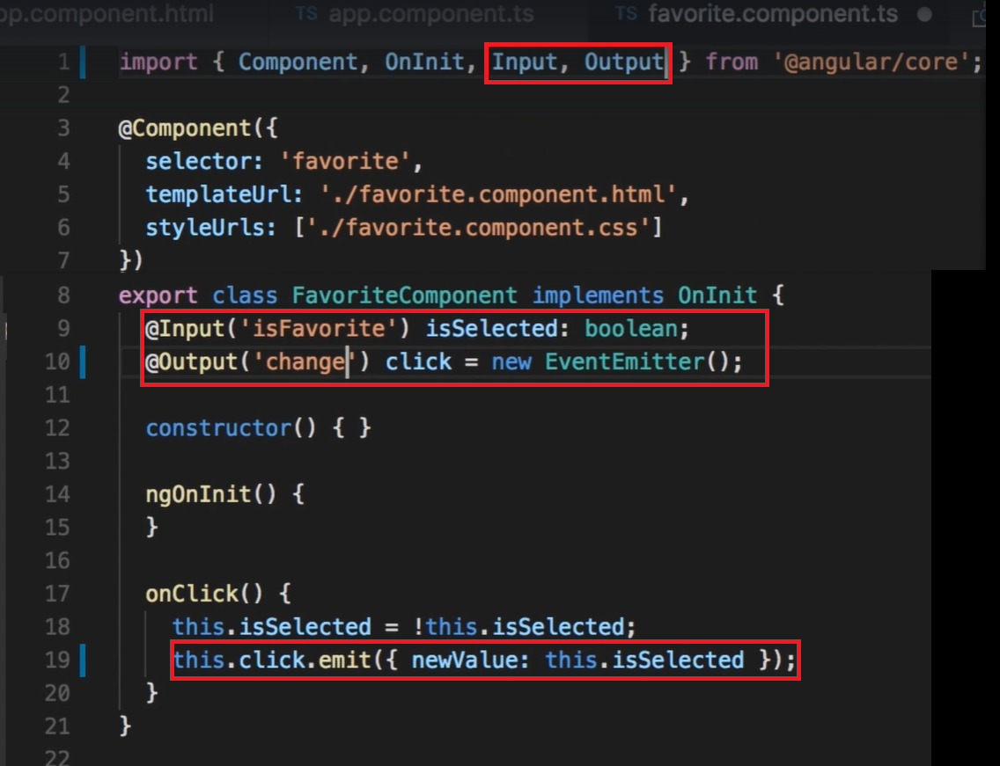 pp.component.html TS app.component.ts TS favorite.component.ts
1 import { Component, OnInit, Input, Output } from '@angular/core';
2
3 @Component({
4 selector: 'favorite',
5 templateUrl: './favorite.component.html',
6 styleUrls: ['./favorite.component.css']
7 })
8 export class FavoriteComponent implements OnInit {
9 @Input('isFavorite') isSelected: boolean;
10 @Output('change') click = new EventEmitter();
11
12 constructor() { }
13
14 ngOnInit() {
15 }
16
17 onClick() {
18 this.isSelected = !this.isSelected;
19 this.click.emit({ newValue: this.isSelected });
20 }
21 }
22